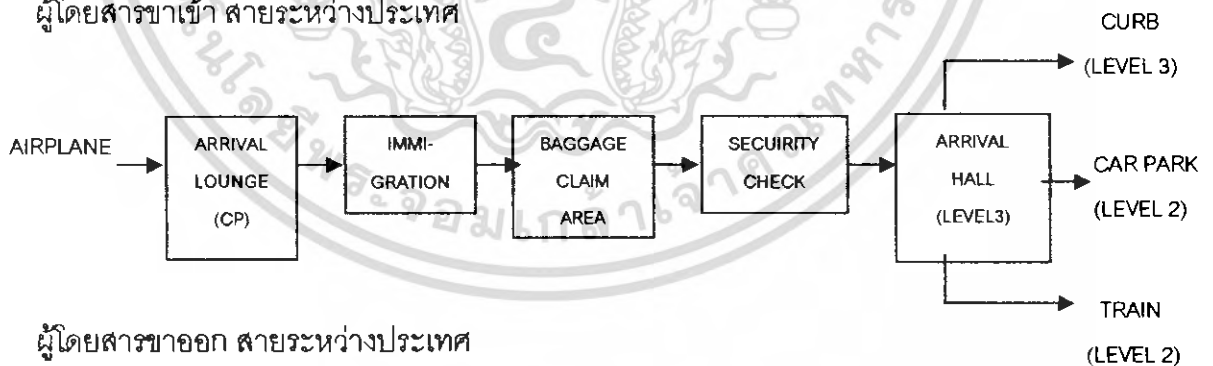 ผู้โดยสารขาเข้า สายระหว่างประเทศ
AIRPLANE
ARRIVAL
LOUNGE
(CP)
IMMI-
GRATION
BAGGAGE
CLAIM
AREA
SECUIRITY
CHECK
ARRIVAL
HALL
(LEVEL3)
CURB
(LEVEL 3)
CAR PARK
(LEVEL 2)
TRAIN
(LEVEL 2)
ผู้โดยสารขาออก สายระหว่างประเทศ